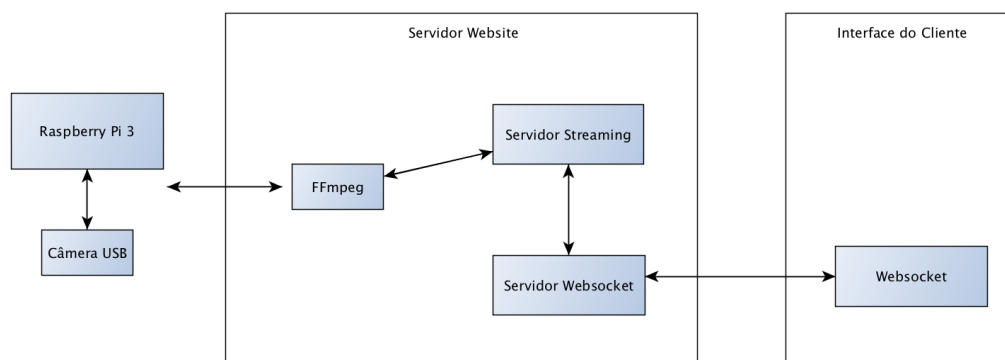 Servidor Website
Interface do Cliente
Raspberry Pi 3
Servidor Streaming
FFmpeg
Câmera USB
Servidor Websocket
Websocket